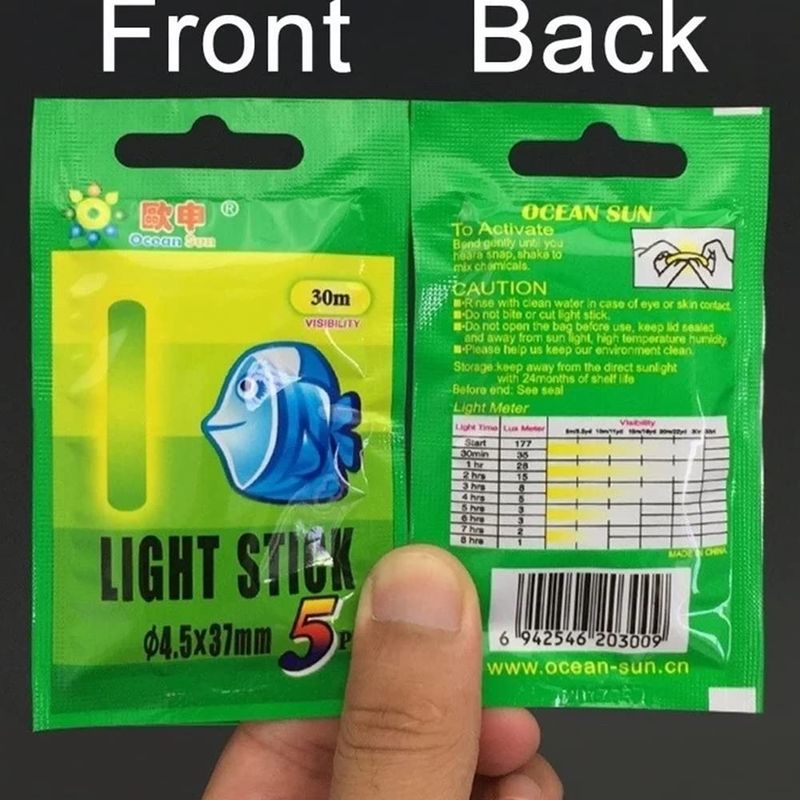 Front Back
欧申®
Ocean Sun
30m
VISIBILITY
LIGHT STICK
φ4.5x37mm 5P
OCEAN SUN
To Activate
Bend gently until you
heara snap, shake to
mix chemicals.
CAUTION
■Rinse with clean water in case of eye or skin contact.
■Do not bite or cut light stick.
■Do not open the bag before use, keep lid sealed
and away from sun light, high temperature humidity.
■Please help us keep our environment clean.
Storage:keep away from the direct sunlight
with 24months of shelf life
Before end: See seal
Light Meter
Light Time Lux Meter Visibility
Start 177
30min 35
1 hr 28
2 hrs 15
3 hrs 8
4 hrs 5
5 hrs 3
6 hrs 3
7 hrs 2
8 hrs 1
MADE IN CHINA
6 942546 203009
www.ocean-sun.cn